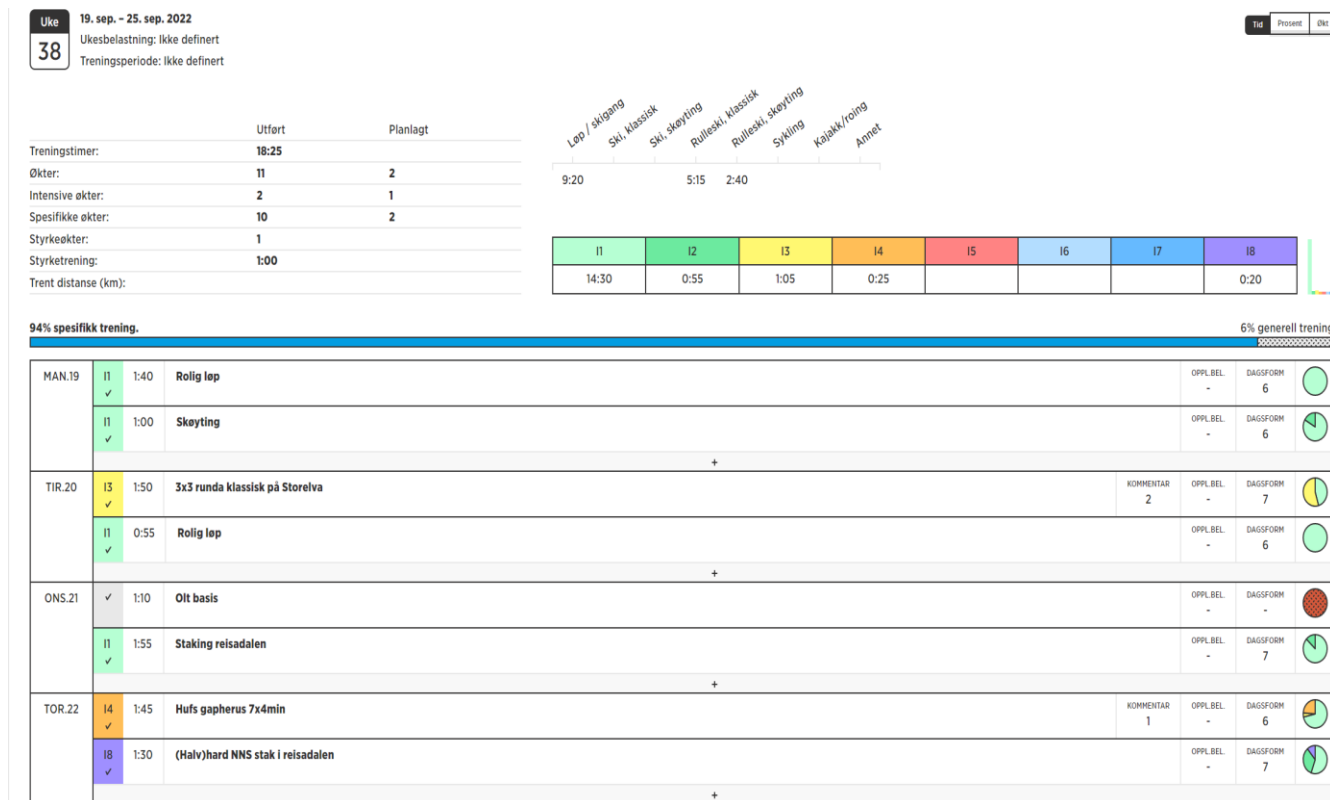 Uke
38
19. sep. - 25. sep. 2022
Ukesbelastning: Ikke definert
Treningsperiode: Ikke definert
Tid Prosent Økt
Utført Planlagt
Treningstimer: 18:25
Økter: 11 2
Intensive økter: 2 1
Spesifikke økter: 10 2
Styrkeøkter: 1
Styrketrening: 1:00
Trent distanse (km):
Løp / skigang Ski, klassisk Ski, skøyting Rulleski, klassisk Rulleski, skøyting Sykling Kajakk/roing Annet
9:20 5:15 2:40
I1 I2 I3 I4 I5 I6 I7 I8
14:30 0:55 1:05 0:25 0:20
94% spesifikk trening. 6% generell trening
MAN.19 I1 ✓ 1:40 Rolig løp OPPL.BEL. - DAGSFORM 6
I1 ✓ 1:00 Skøyting OPPL.BEL. - DAGSFORM 6
+
TIR.20 I3 ✓ 1:50 3x3 runda klassisk på Storelva KOMMENTAR 2 OPPL.BEL. - DAGSFORM 7
I1 ✓ 0:55 Rolig løp OPPL.BEL. - DAGSFORM 6
+
ONS.21 ✓ 1:10 Olt basis OPPL.BEL. - DAGSFORM -
I1 ✓ 1:55 Staking reisadalen OPPL.BEL. - DAGSFORM 7
+
TOR.22 I4 ✓ 1:45 Hufs gapherus 7x4min KOMMENTAR 1 OPPL.BEL. - DAGSFORM 6
I8 ✓ 1:30 (Halv)hard NNS stak i reisadalen OPPL.BEL. - DAGSFORM 7
+